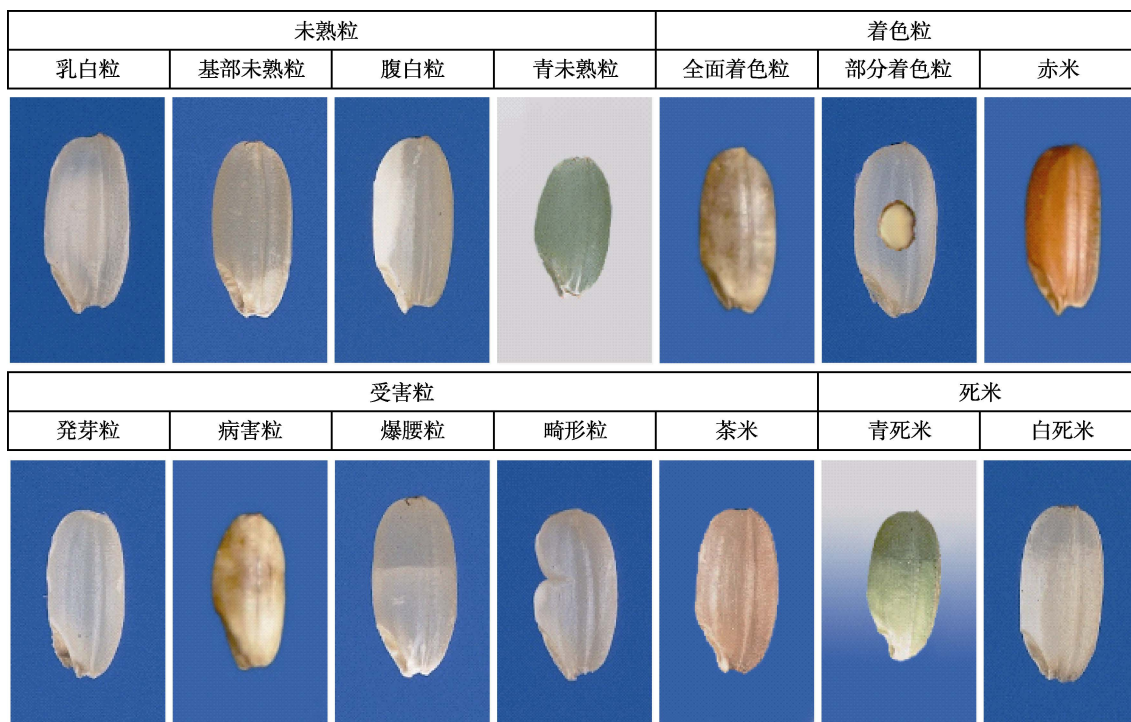 未熟粒 着色粒
乳白粒 基部未熟粒 腹白粒 青未熟粒 全面着色粒 部分着色粒 赤米
受害粒 死米
発芽粒 病害粒 爆腰粒 畸形粒 茶米 青死米 白死米